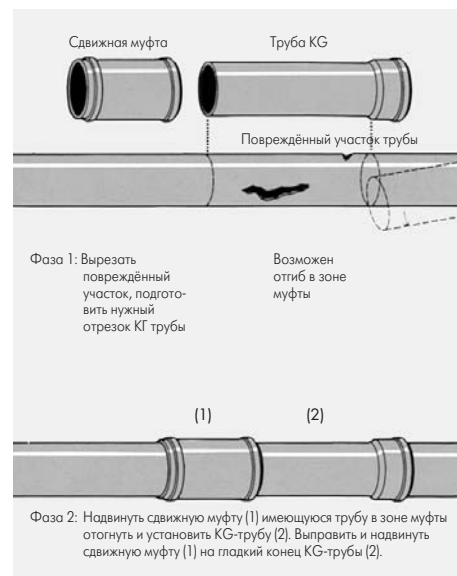 Сдвижная муфта Труба KG
Повреждённый участок трубы
Фаза 1: Вырезать
повреждённый
участок, подгото-
вить нужный
отрезок КГ трубы
Возможен
отгиб в зоне
муфты
(1) (2)
Фаза 2: Надвинуть сдвижную муфту (1) имеющуюся трубу в зоне муфты
отогнуть и установить KG-трубу (2). Выправить и надвинуть
сдвижную муфту (1) на гладкий конец KG-трубы (2).